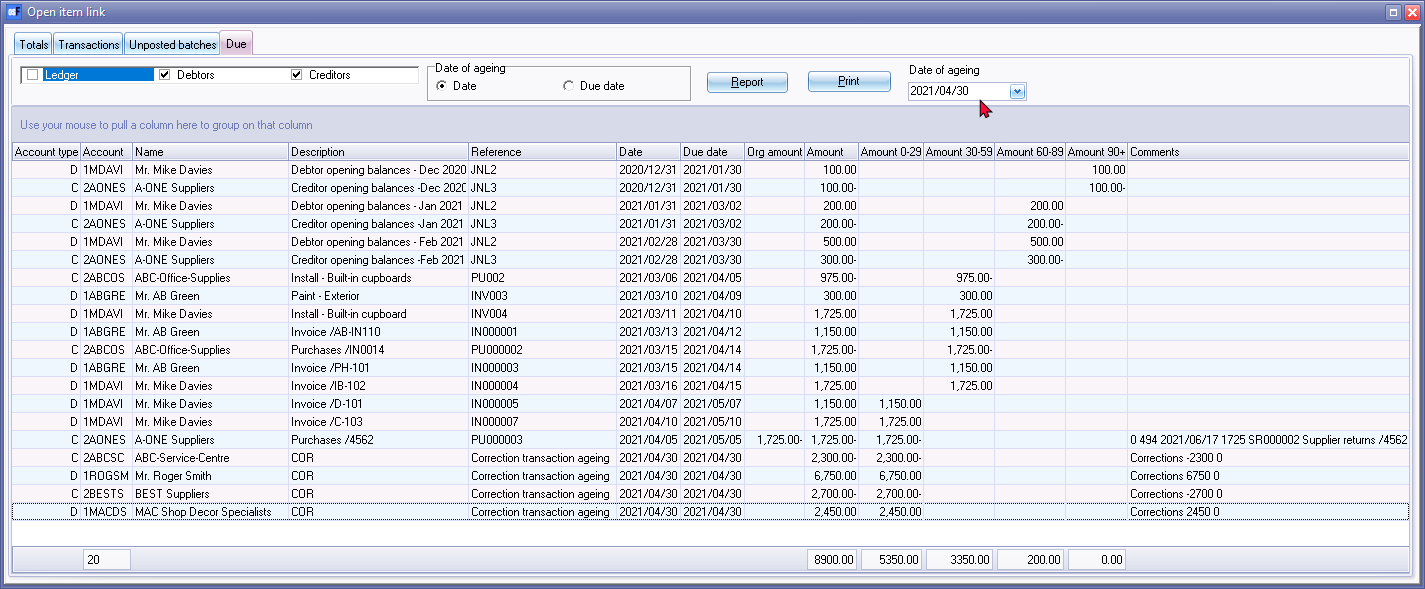 Open item link
Totals Transactions Unposted batches Due
Ledger Debtors Creditors
Date of ageing
Date Due date
Report Print
Date of ageing
2021/04/30
Use your mouse to pull a column here to group on that column
Account type Account Name Description Reference Date Due date Org amount Amount Amount 0-29 Amount 30-59 Amount 60-89 Amount 90+ Comments
D 1MDAVI Mr. Mike Davies Debtor opening balances - Dec 2020 JNL2 2020/12/31 2021/01/30 100.00 100.00
C 2AONES A-ONE Suppliers Creditor opening balances -Dec 2020 JNL3 2020/12/31 2021/01/30 100.00- 100.00-
D 1MDAVI Mr. Mike Davies Debtor opening balances - Jan 2021 JNL2 2021/01/31 2021/03/02 200.00 200.00
C 2AONES A-ONE Suppliers Creditor opening balances -Jan 2021 JNL3 2021/01/31 2021/03/02 200.00- 200.00-
D 1MDAVI Mr. Mike Davies Debtor opening balances - Feb 2021 JNL2 2021/02/28 2021/03/30 500.00 500.00
C 2AONES A-ONE Suppliers Creditor opening balances -Feb 2021 JNL3 2021/02/28 2021/03/30 300.00- 300.00-
C 2ABCOS ABC-Office-Supplies Install - Built-in cupboards PU002 2021/03/06 2021/04/05 975.00- 975.00-
D 1ABGRE Mr. AB Green Paint - Exterior INV003 2021/03/10 2021/04/09 300.00 300.00
D 1MDAVI Mr. Mike Davies Install - Built-in cupboard INV004 2021/03/11 2021/04/10 1,725.00 1,725.00
D 1ABGRE Mr. AB Green Invoice /AB-IN110 IN000001 2021/03/13 2021/04/12 1,150.00 1,150.00
C 2ABCOS ABC-Office-Supplies Purchases /IN0014 PU000002 2021/03/15 2021/04/14 1,725.00- 1,725.00-
D 1ABGRE Mr. AB Green Invoice /PH-101 IN000003 2021/03/15 2021/04/14 1,150.00 1,150.00
D 1MDAVI Mr. Mike Davies Invoice /IB-102 IN000004 2021/03/16 2021/04/15 1,725.00 1,725.00
D 1MDAVI Mr. Mike Davies Invoice /D-101 IN000005 2021/04/07 2021/05/07 1,150.00 1,150.00
D 1MDAVI Mr. Mike Davies Invoice /C-103 IN000007 2021/04/10 2021/05/10 1,725.00 1,725.00
C 2AONES A-ONE Suppliers Purchases /4562 PU000003 2021/04/05 2021/05/05 1,725.00- 1,725.00- 1,725.00- 0 494 2021/06/17 1725 SR000002 Supplier returns /4562
C 2ABCSC ABC-Service-Centre COR Correction transaction ageing 2021/04/30 2021/04/30 2,300.00- 2,300.00- Corrections -2300 0
D 1ROGSM Mr. Roger Smith COR Correction transaction ageing 2021/04/30 2021/04/30 6,750.00 6,750.00 Corrections 6750 0
C 2BESTS BEST Suppliers COR Correction transaction ageing 2021/04/30 2021/04/30 2,700.00- 2,700.00- Corrections -2700 0
D 1MACDS MAC Shop Decor Specialists COR Correction transaction ageing 2021/04/30 2021/04/30 2,450.00 2,450.00 Corrections 2450 0
20 8900.00 5350.00 3350.00 200.00 0.00